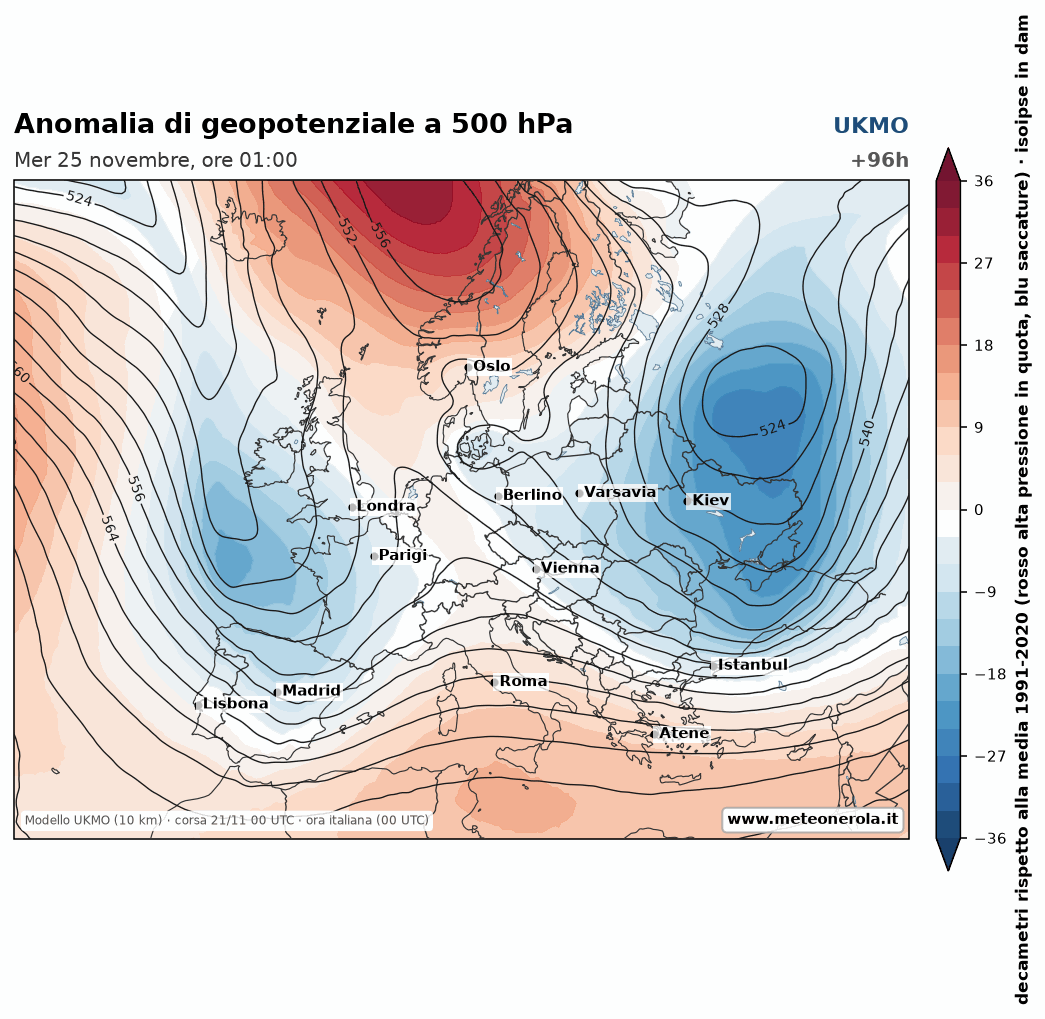 Anomalia di geopotenziale a 500 hPa
UKMO
Mer 25 novembre, ore 01:00
+96h
524
552
556
528
Oslo
60
524
540
556
564
Londra
Berlino
Varsavia
Kiev
Parigi
Vienna
Istanbul
Roma
Madrid
Lisbona
Atene
Modello UKMO (10 km) · corsa 21/11 00 UTC · ora italiana (00 UTC)
www.meteonerola.it
36
27
18
9
0
−9
−18
−27
−36
decametri rispetto alla media 1991-2020 (rosso alta pressione in quota, blu saccature) · isoipse in dam